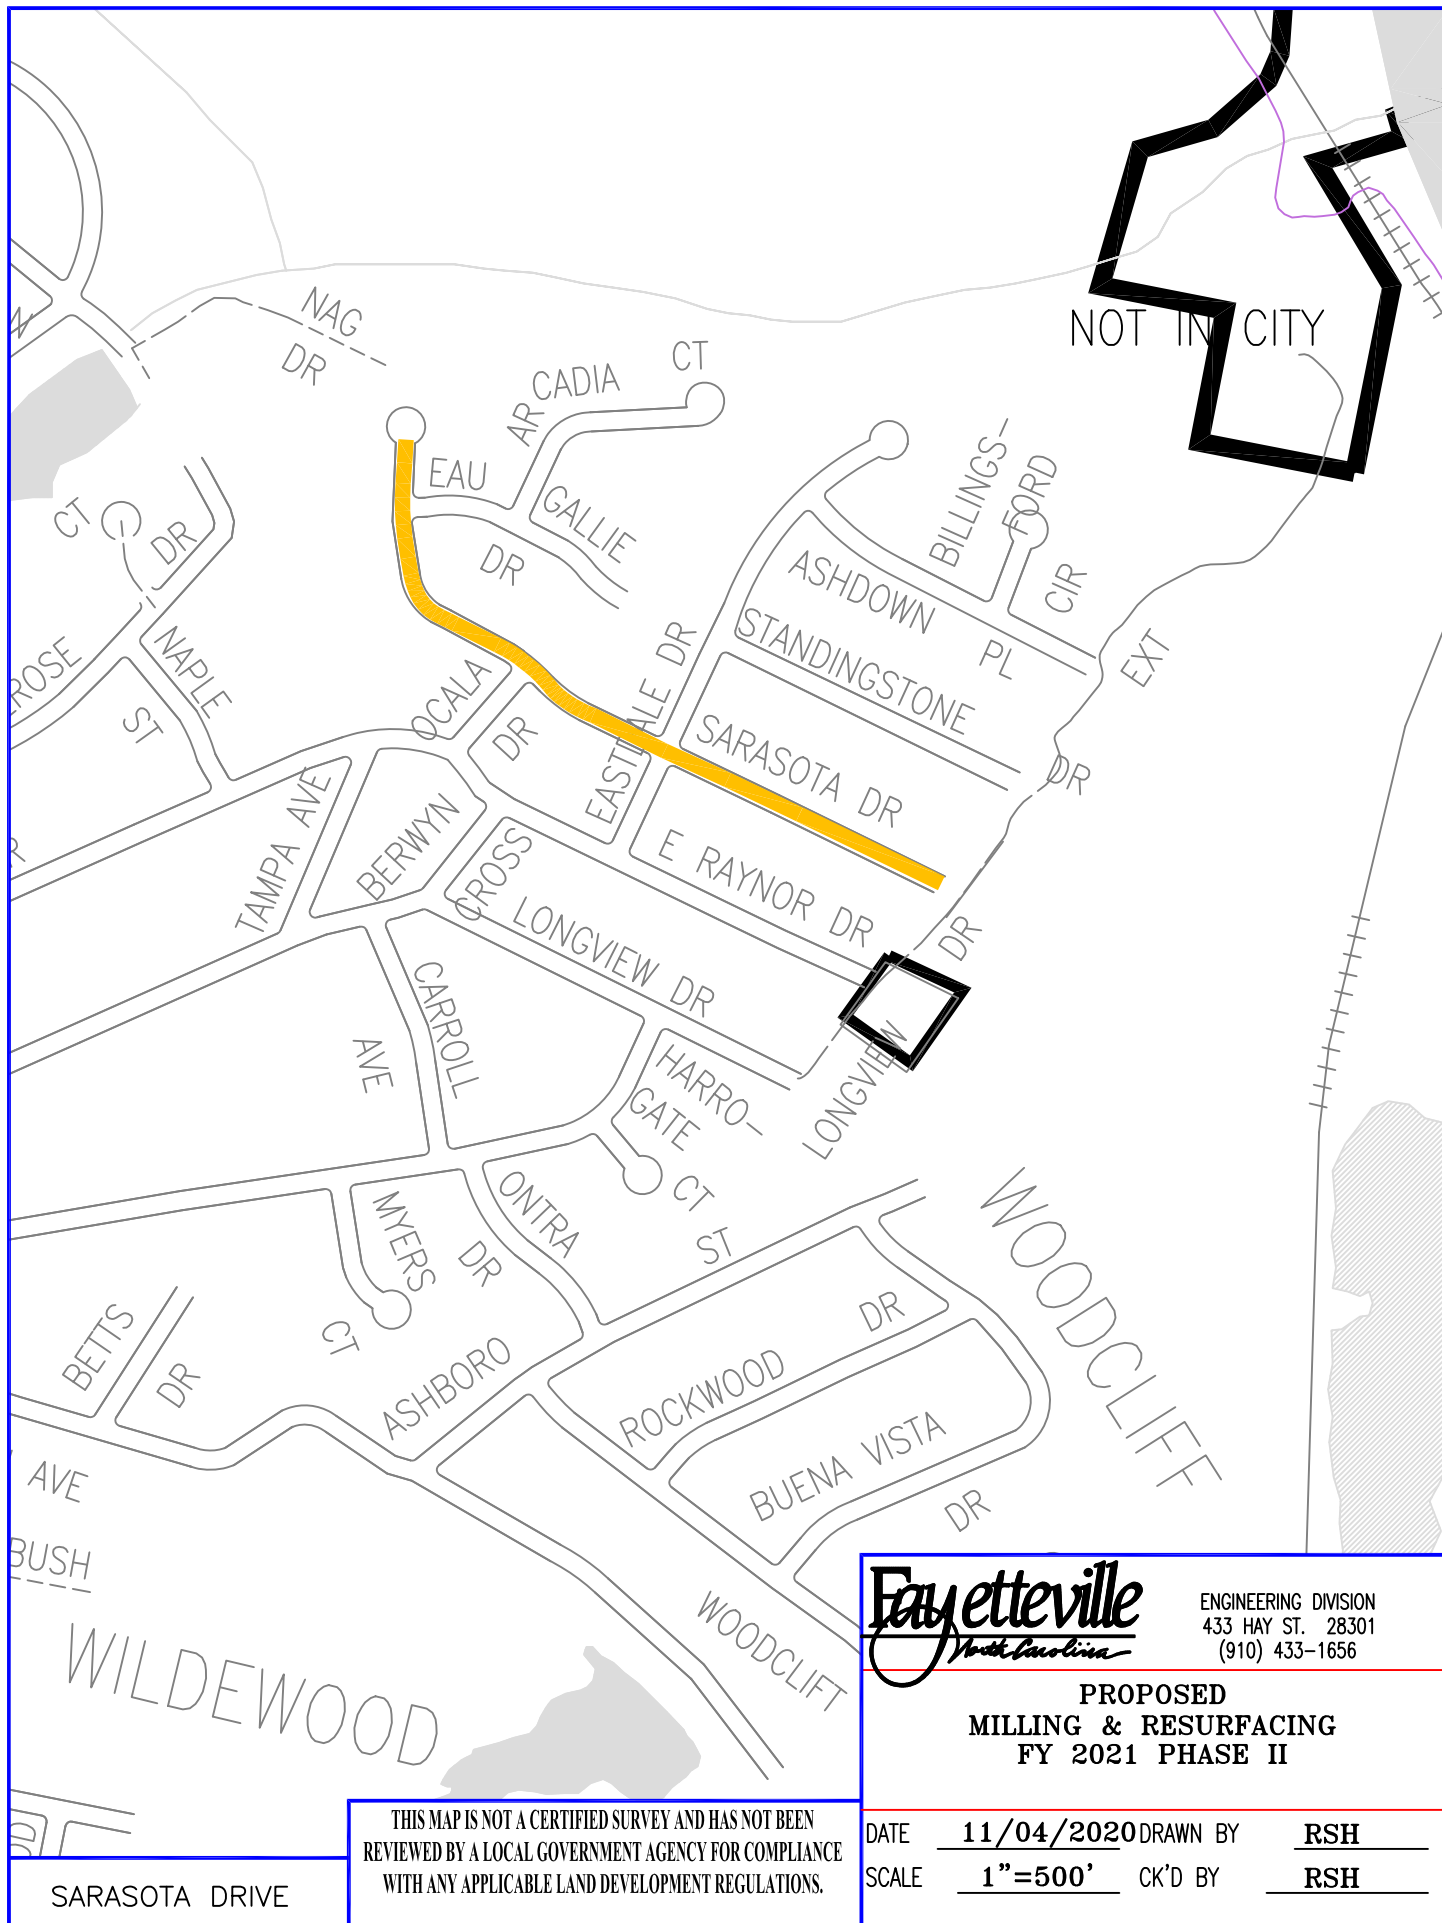 NAG
DR
NOT IN CITY
CT
ARCADIA
EAU
GALLIE
DR
BILLINGS-
FORD
CIR
CT
DR
ASHDOWN
PL
EXT
STANDINGSTONE
DR
NAPLE
ST
OCALA
DR
EASTDALE DR
SARASOTA DR
E RAYNOR DR
TAMPA AVE
BERWYN
CROSS
LONGVIEW DR
DR
LONGVIEW
CARROLL
AVE
HARRO-
GATE
CT
ONTRA
DR
MYERS
CT
ST
ASHBORO
WOODCLIFF
BETTS
DR
ROCKWOOD
DR
BUENA VISTA
DR
AVE
BUSH
WILDEWOOD
WOODCLIFT
Fayetteville
North Carolina
ENGINEERING DIVISION
433 HAY ST. 28301
(910) 433-1656
PROPOSED
MILLING & RESURFACING
FY 2021 PHASE II
DATE 11/04/2020 DRAWN BY RSH
SCALE 1"=500' CK'D BY RSH
THIS MAP IS NOT A CERTIFIED SURVEY AND HAS NOT BEEN
REVIEWED BY A LOCAL GOVERNMENT AGENCY FOR COMPLIANCE
WITH ANY APPLICABLE LAND DEVELOPMENT REGULATIONS.
SARASOTA DRIVE